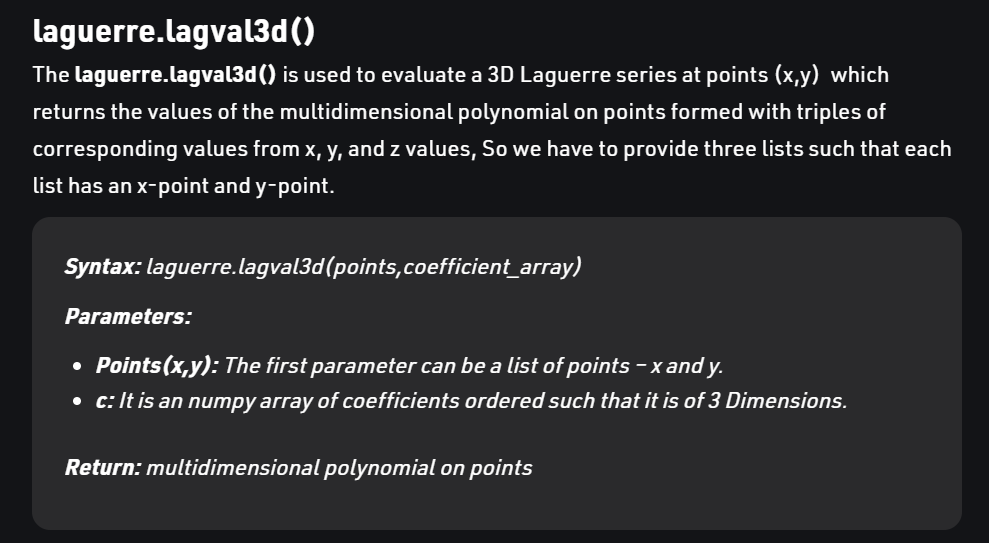 laguerre.lagval3d()
The laguerre.lagval3d() is used to evaluate a 3D Laguerre series at points (x,y)  which
returns the values of the multidimensional polynomial on points formed with triples of
corresponding values from x, y, and z values, So we have to provide three lists such that each
list has an x-point and y-point.
Syntax: laguerre.lagval3d(points,coefficient_array)
Parameters:
• Points(x,y): The first parameter can be a list of points – x and y.
• c: It is an numpy array of coefficients ordered such that it is of 3 Dimensions.
Return: multidimensional polynomial on points